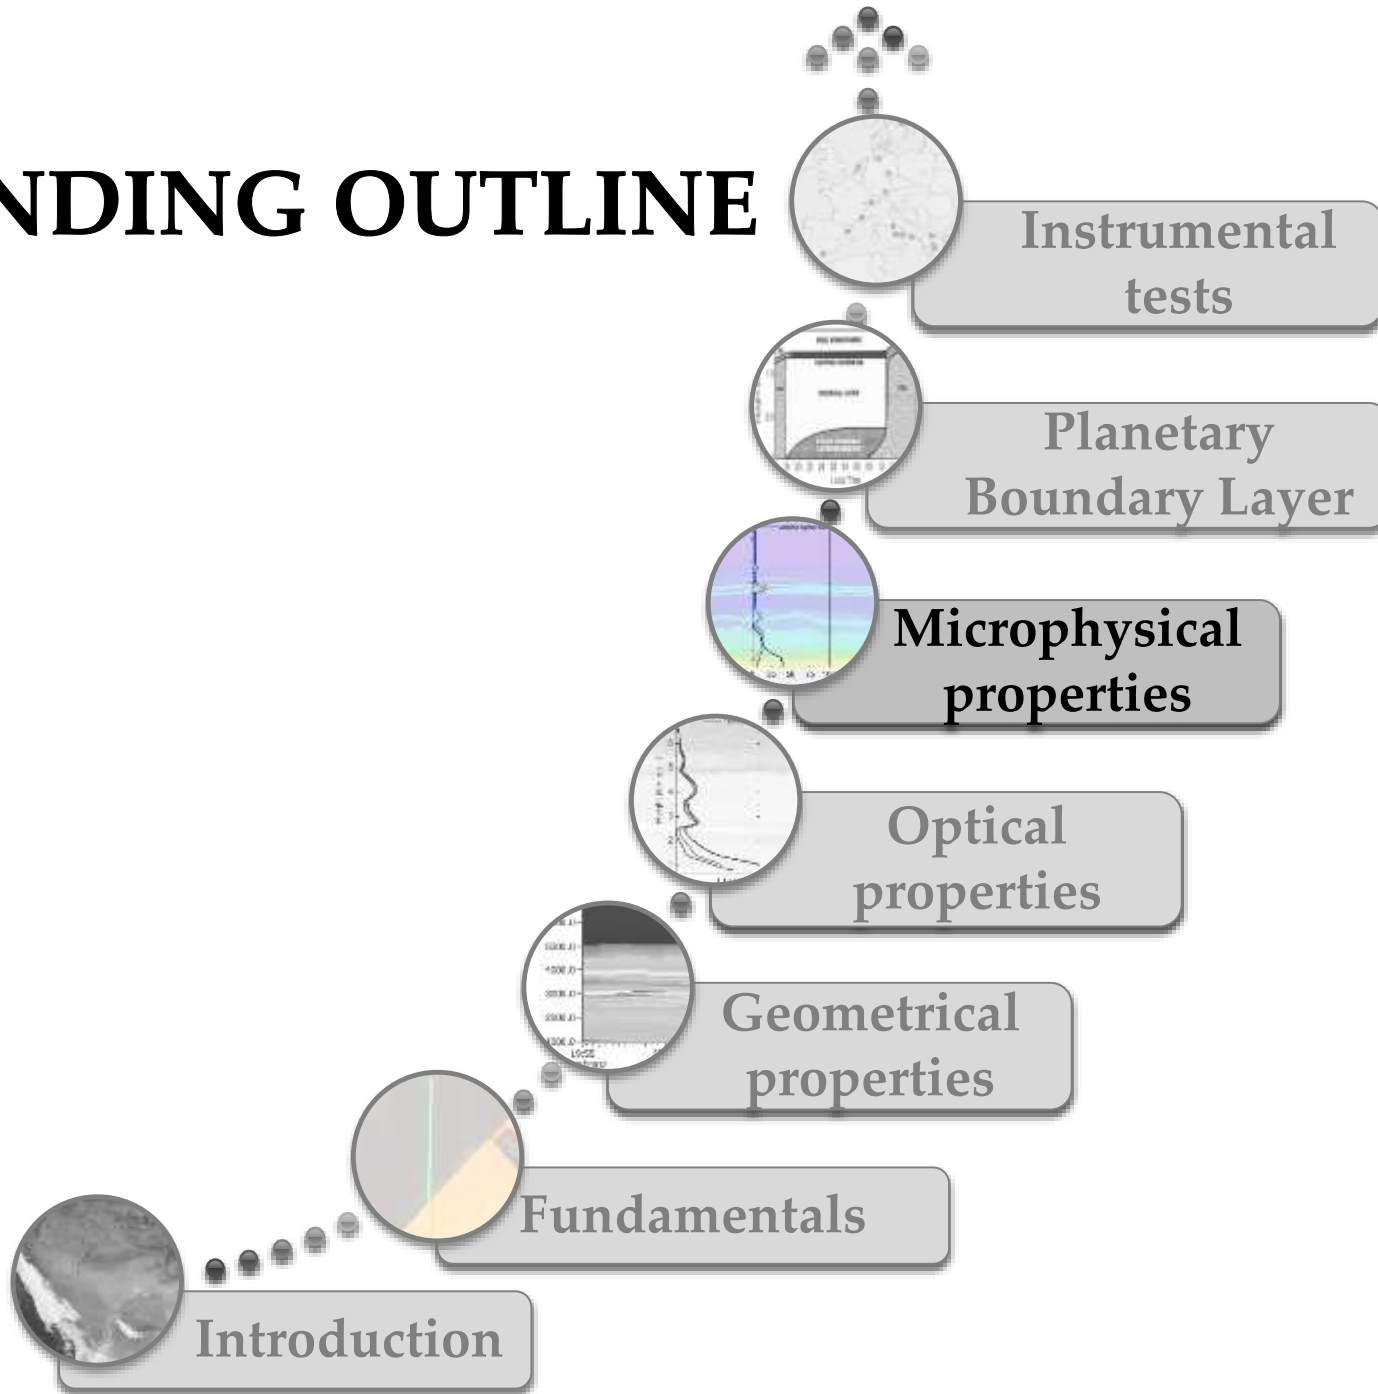 NDING OUTLINE
Instrumental
tests
Planetary
Boundary Layer
Microphysical
properties
Optical
properties
Geometrical
properties
Fundamentals
Introduction